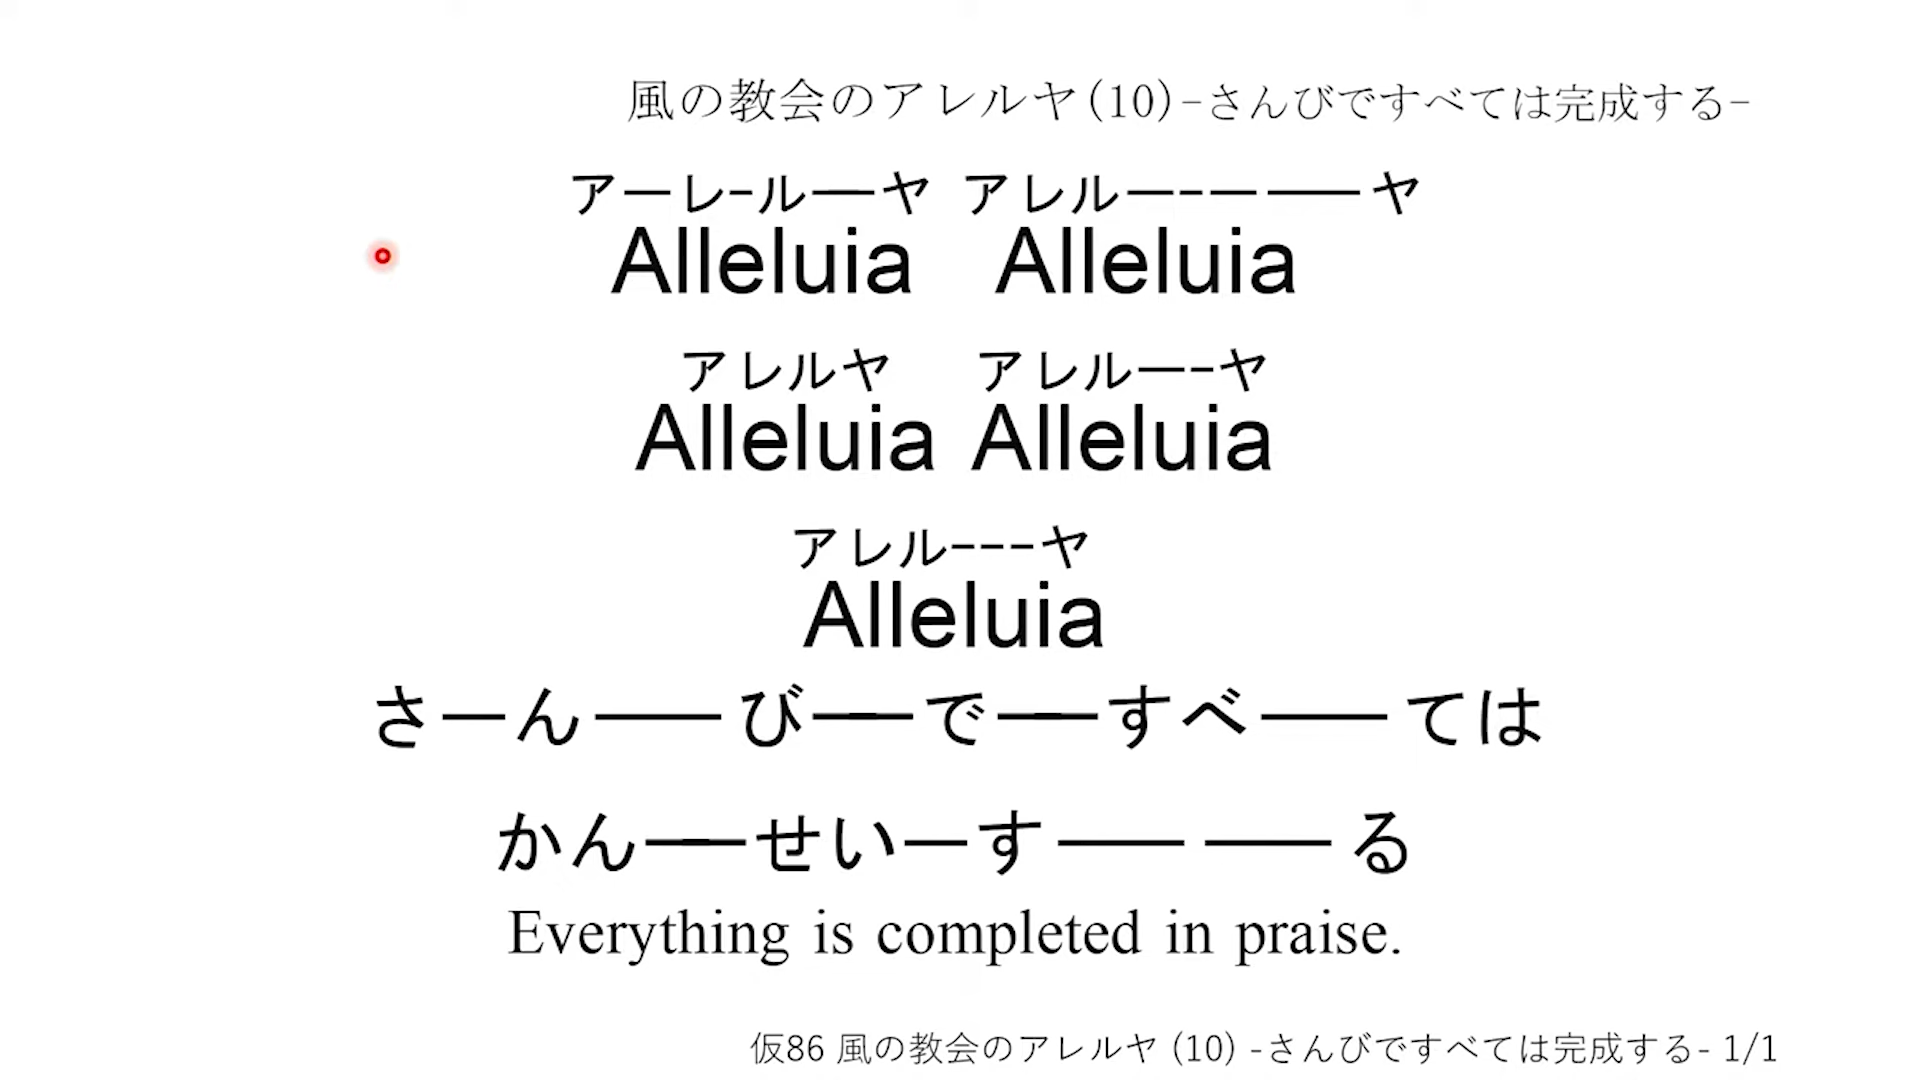 風の教会のアレルヤ(10)-さんびですべては完成する-
アーレ-ル―ヤ アレルー-ー ―ヤ
Alleluia Alleluia
アレルヤ アレルー-ヤ
Alleluia Alleluia
アレル---ヤ
Alleluia
さーん――び―で―すべ――ては
かん―せいーす―― ――る
Everything is completed in praise.
仮86 風の教会のアレルヤ (10) -さんびですべては完成する- 1/1